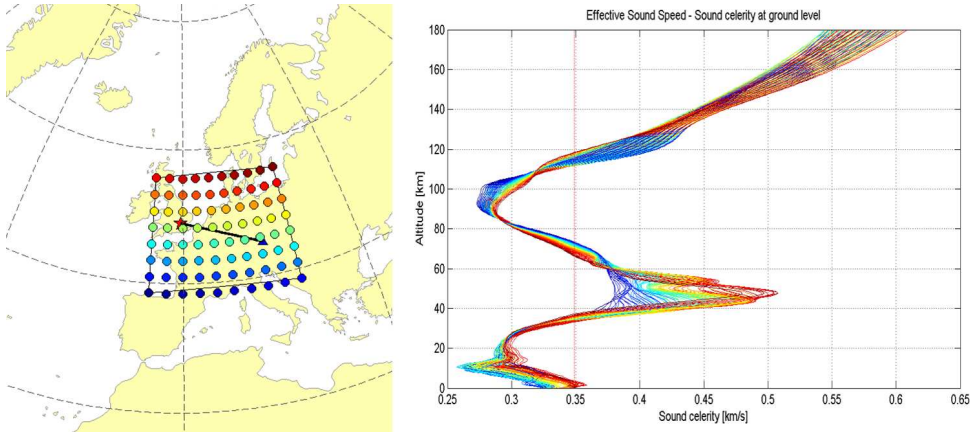 Effective Sound Speed - Sound celerity at ground level
180
160
140
120
100
80
60
40
20
0
Altitude (km)
0.25 0.3 0.35 0.4 0.45 0.5 0.55 0.6 0.65
Sound celerity [km/s]